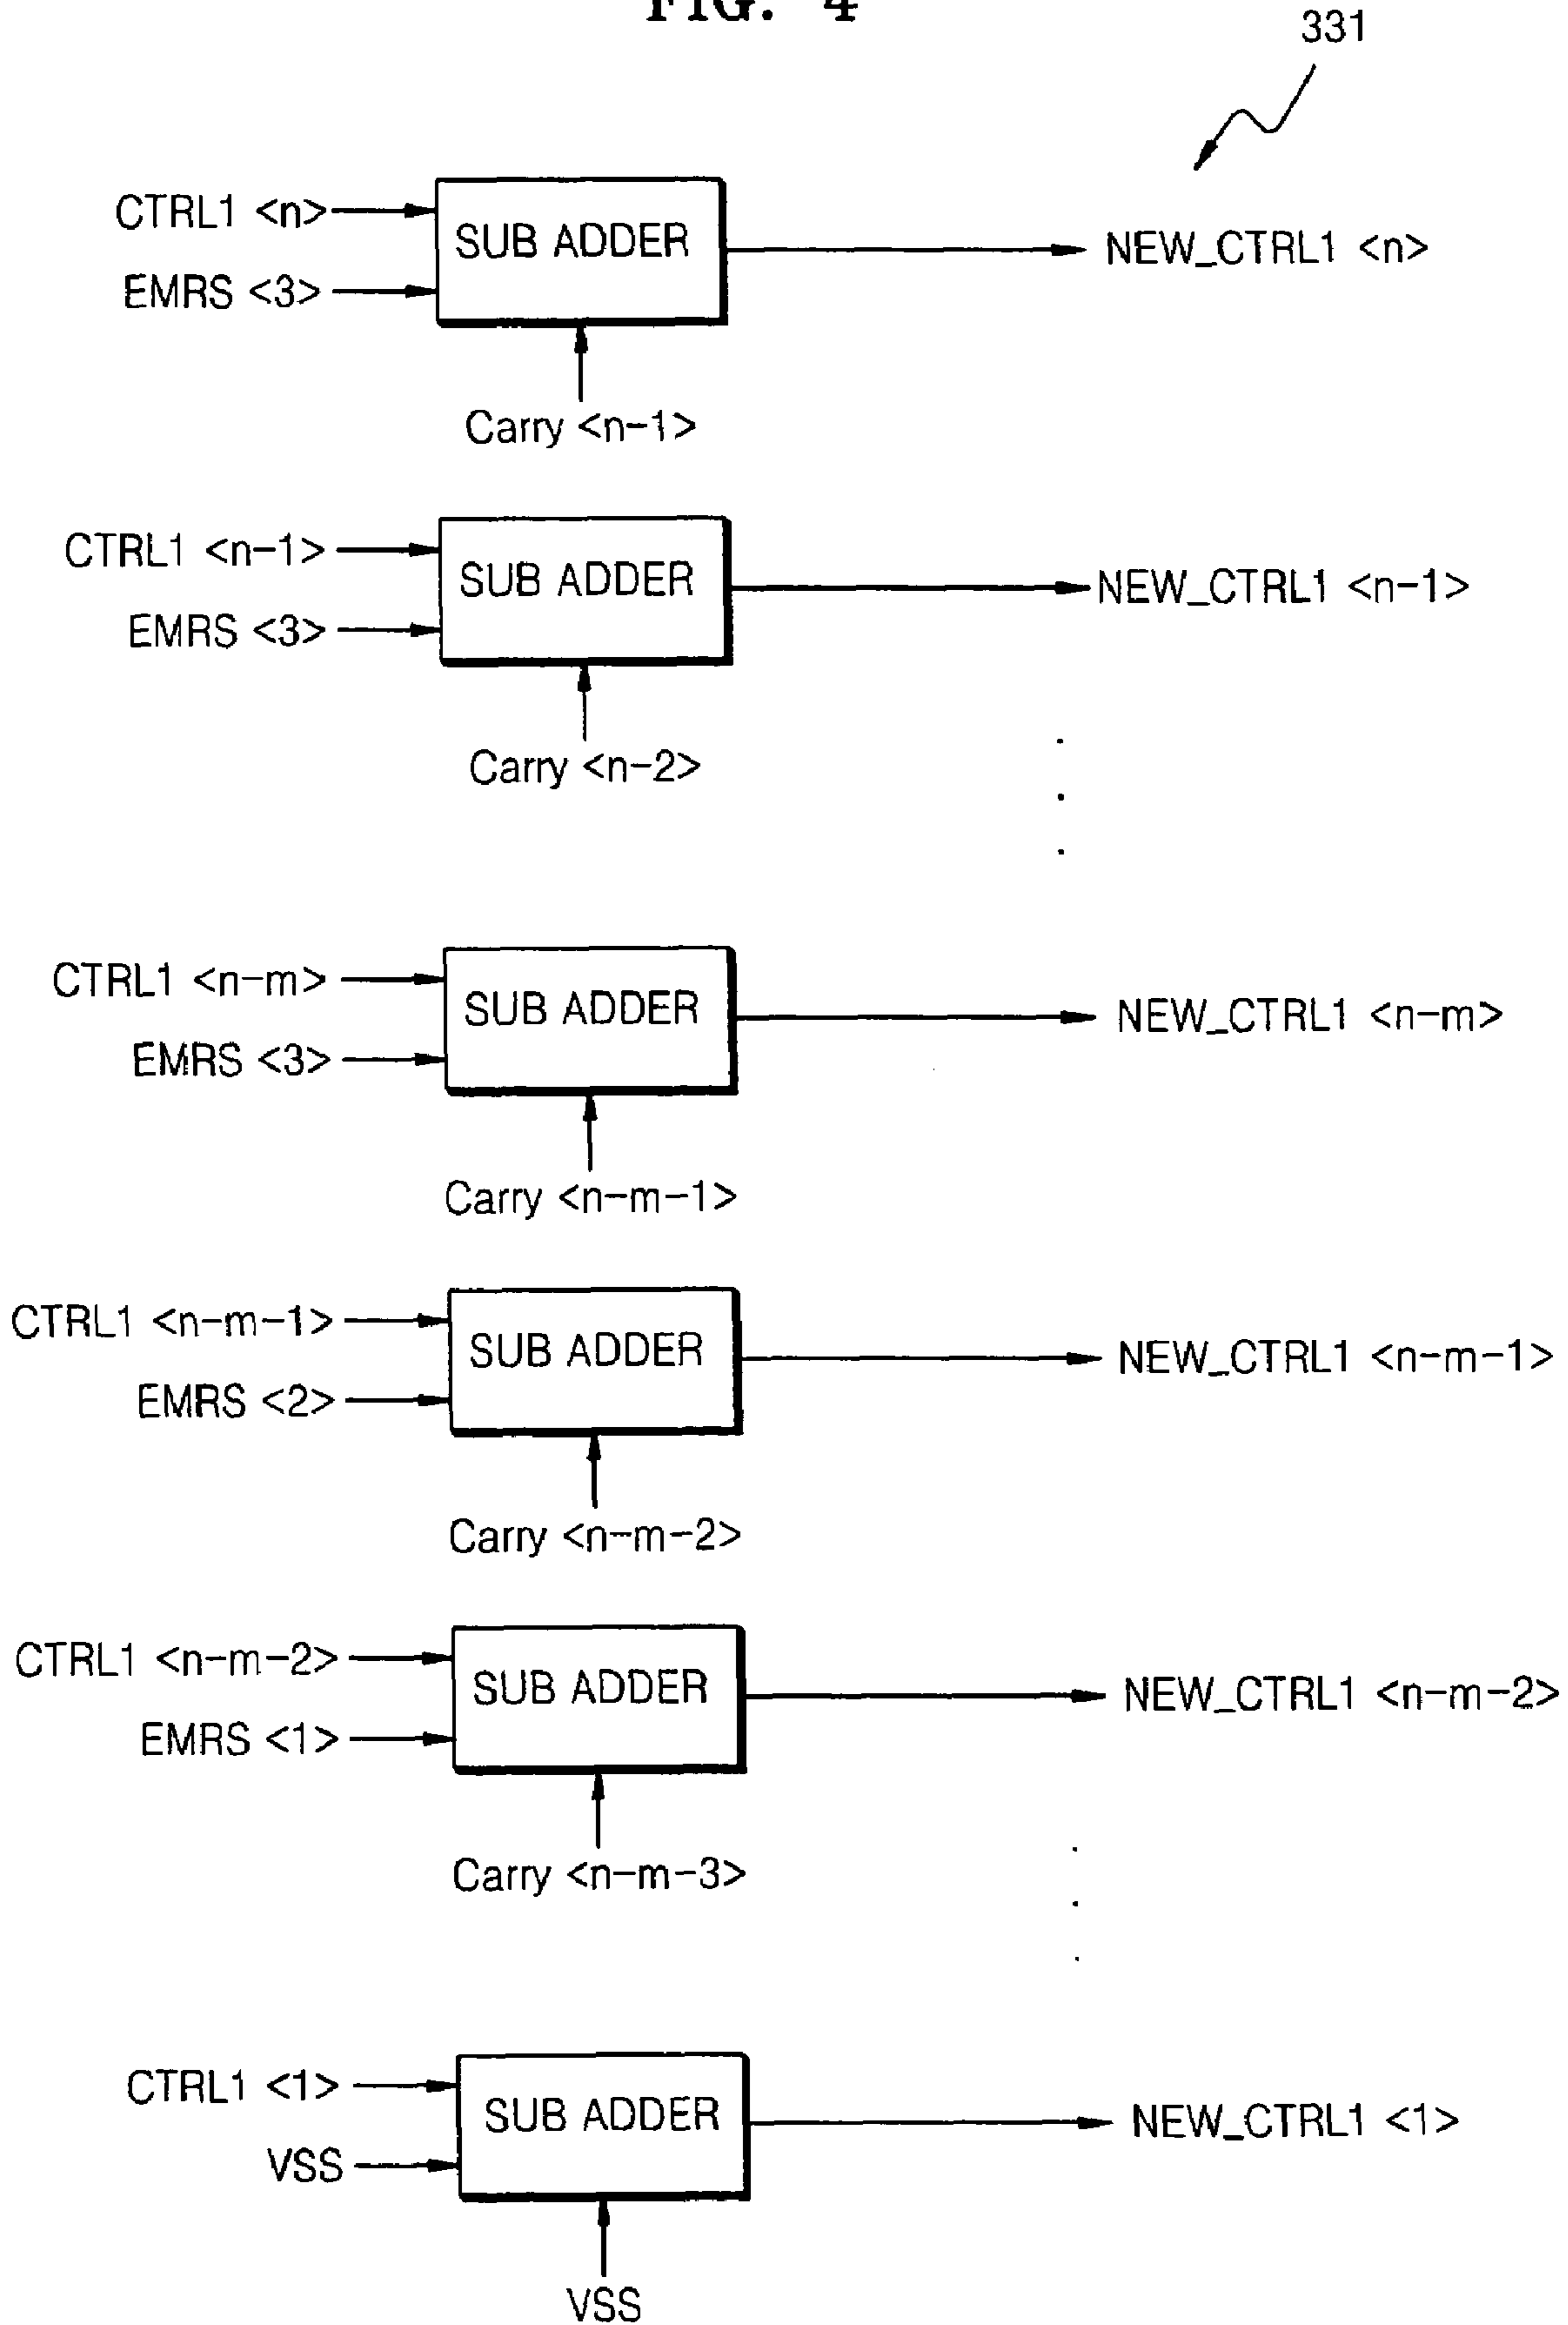 FIG. 4
331
CTRL1 <n>
SUB ADDER
NEW_CTRL1 <n>
EMRS <3>
Carry <n-1>
CTRL1 <n-1>
SUB ADDER
NEW_CTRL1 <n-1>
EMRS <3>
Carry <n-2>
CTRL1 <n-m>
SUB ADDER
NEW_CTRL1 <n-m>
EMRS <3>
Carry <n-m-1>
CTRL1 <n-m-1>
SUB ADDER
NEW_CTRL1 <n-m-1>
EMRS <2>
Carry <n-m-2>
CTRL1 <n-m-2>
SUB ADDER
NEW_CTRL1 <n-m-2>
EMRS <1>
Carry <n-m-3>
CTRL1 <1>
SUB ADDER
NEW_CTRL1 <1>
VSS
VSS